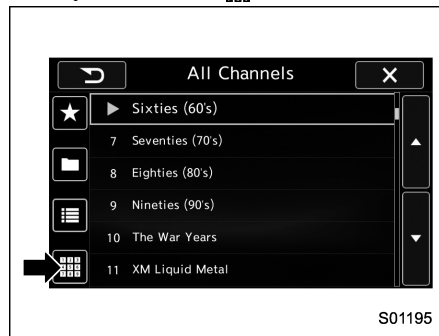 All Channels
Sixties (60's)
7 Seventies (70's)
8 Eighties (80's)
9 Nineties (90's)
10 The War Years
11 XM Liquid Metal
S01195